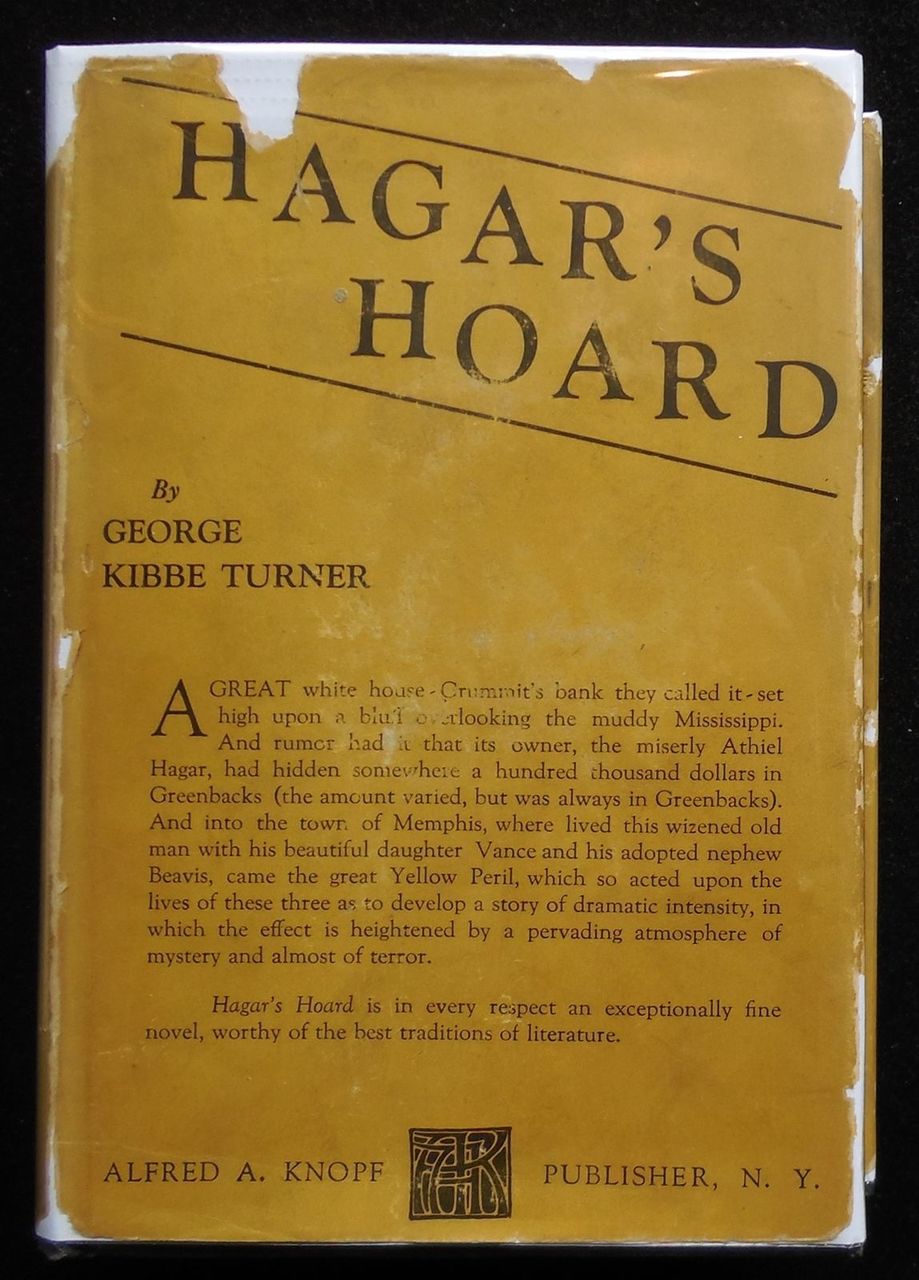 HAGAR'S
HOARD
By
GEORGE
KIBBE TURNER
A GREAT white house - Crummit's bank they called it - set
high upon a bluff overlooking the muddy Mississippi.
And rumor had it that its owner, the miserly Athiel
Hagar, had hidden somewhere a hundred thousand dollars in
Greenbacks (the amount varied, but was always in Greenbacks).
And into the town of Memphis, where lived this wizened old
man with his beautiful daughter Vance and his adopted nephew
Beavis, came the great Yellow Peril, which so acted upon the
lives of these three as to develop a story of dramatic intensity, in
which the effect is heightened by a pervading atmosphere of
mystery and almost of terror.
Hagar's Hoard is in every respect an exceptionally fine
novel, worthy of the best traditions of literature.
ALFRED A. KNOPF AAK PUBLISHER, N. Y.